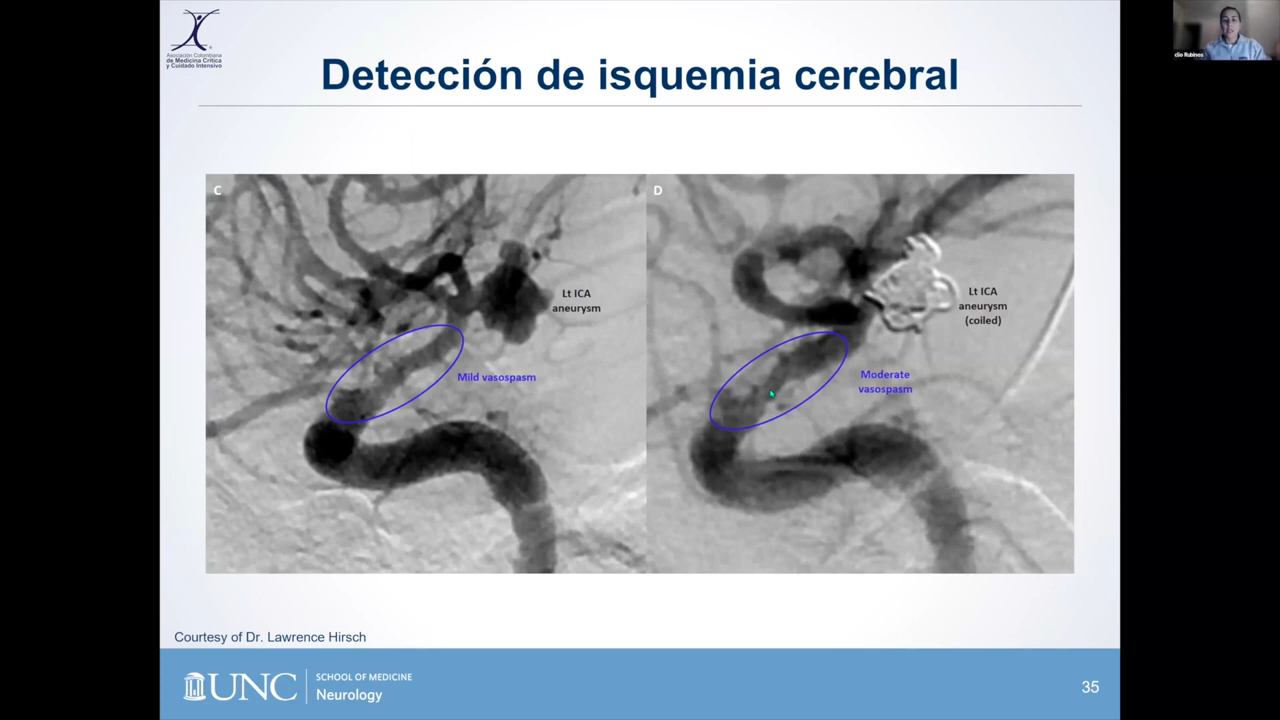 Asociación Colombiana
de Medicina Crítica
y Cuidado Intensivo
Detección de isquemia cerebral
C
Lt ICA
aneurysm
Mild vasospasm
D
Lt ICA
aneurysm
(coiled)
Moderate
vasospasm
Courtesy of Dr. Lawrence Hirsch
UNC
SCHOOL OF MEDICINE
Neurology
35
Rubinos